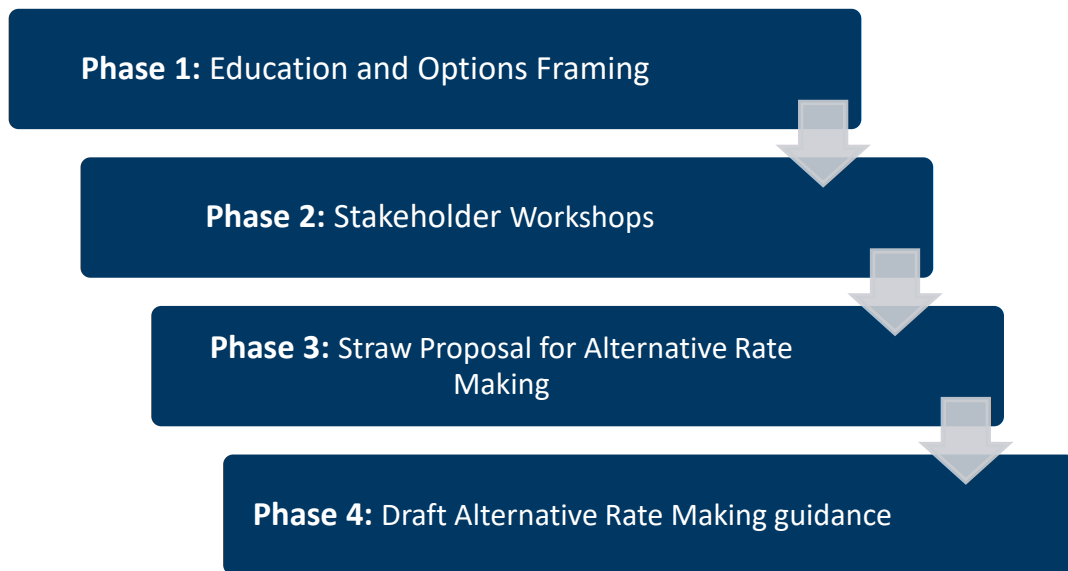 Phase 1: Education and Options Framing
Phase 2: Stakeholder Workshops
Phase 3: Straw Proposal for Alternative Rate
Making
Phase 4: Draft Alternative Rate Making guidance